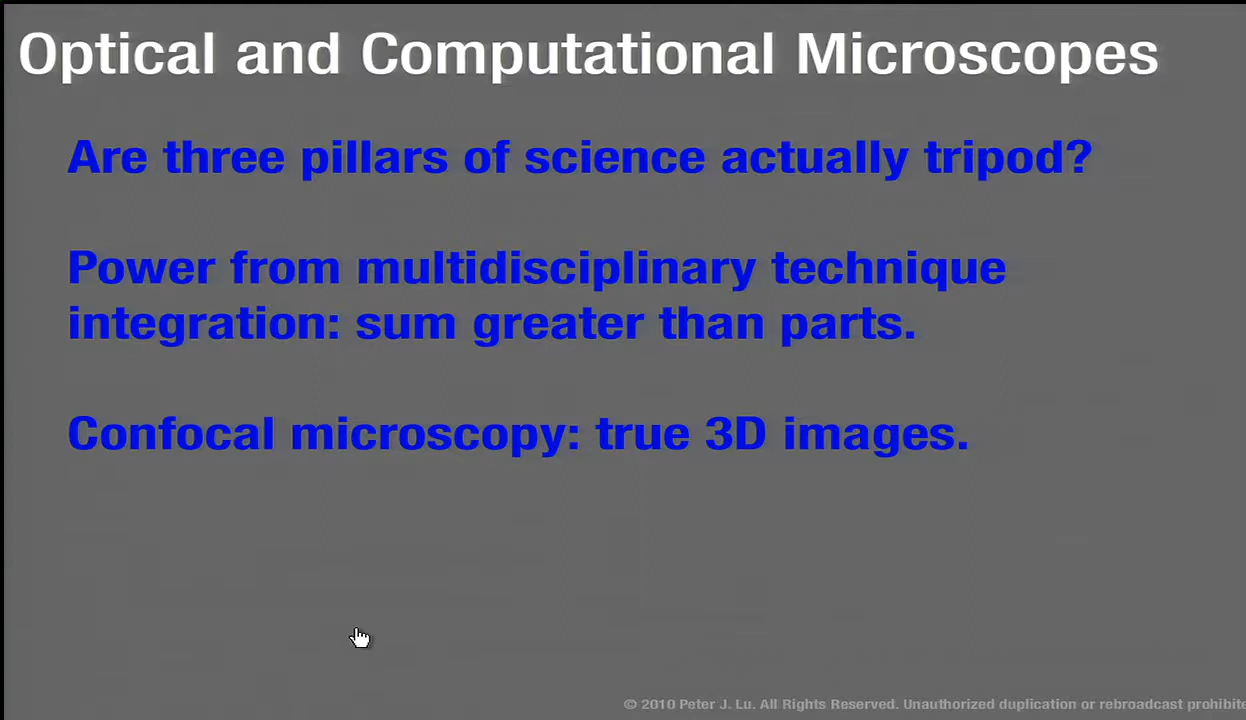 Optical and Computational Microscopes
Are three pillars of science actually tripod?
Power from multidisciplinary technique
integration: sum greater than parts.
Confocal microscopy: true 3D images.
© 2010 Peter J. Lu. All Rights Reserved. Unauthorized duplication or rebroadcast prohibite